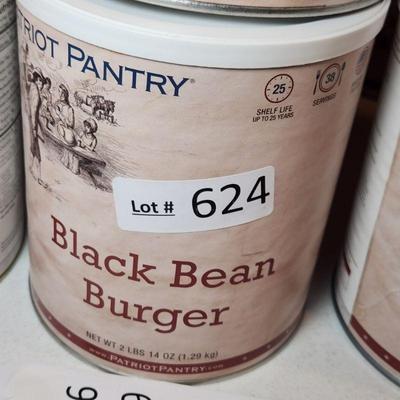 RIOT PANTRY®
25
SHELF LIFE
UP TO 25 YEARS
38
SERVINGS
Lot # 624
Black Bean
Burger
NET WT 2 LBS 14 OZ (1.29 kg)
www.PATRIOTPANTRY.com